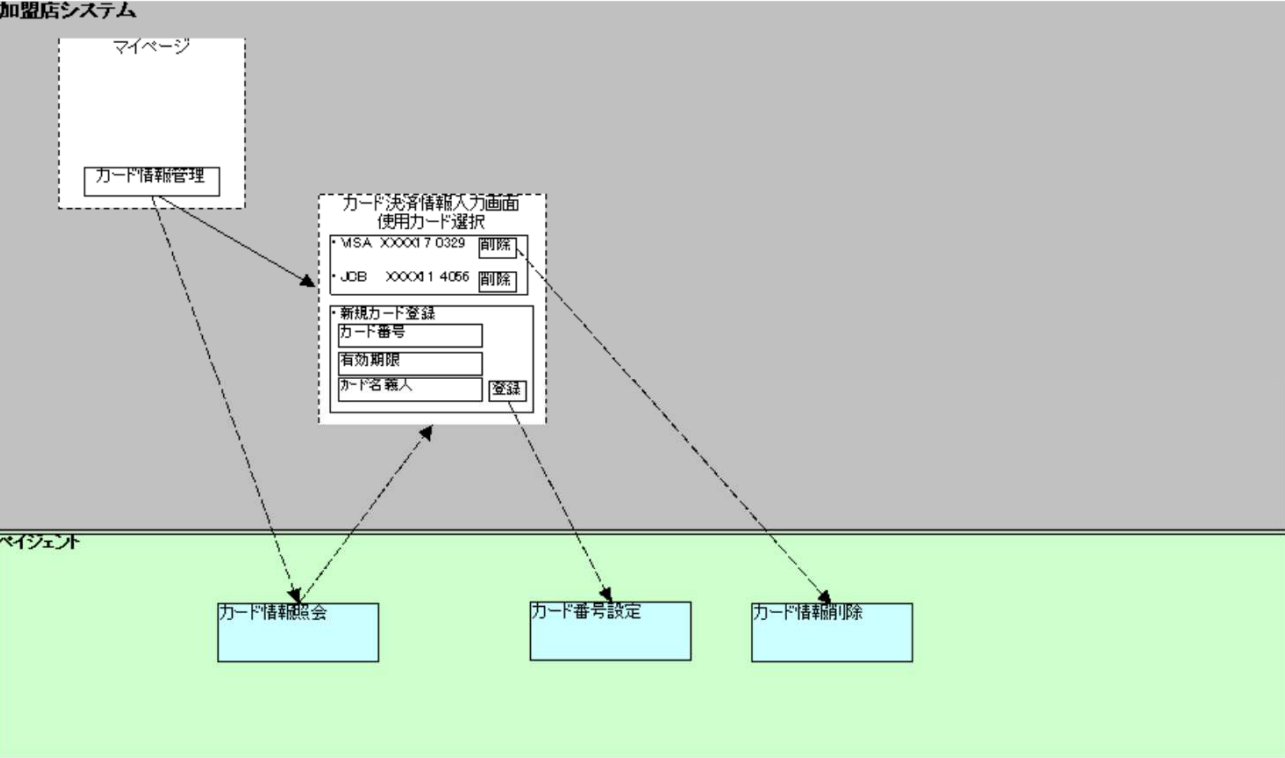 加盟店システム
マイページ
カード情報管理
カード決済情報入力画面
使用カード選択
・VISA XXXX17 0329 削除
・JCB XXXX11 4056 削除
・新規カード登録
カード番号
有効期限
カード名義人
登録
ペイジェント
カード情報照会
カード番号設定
カード情報削除